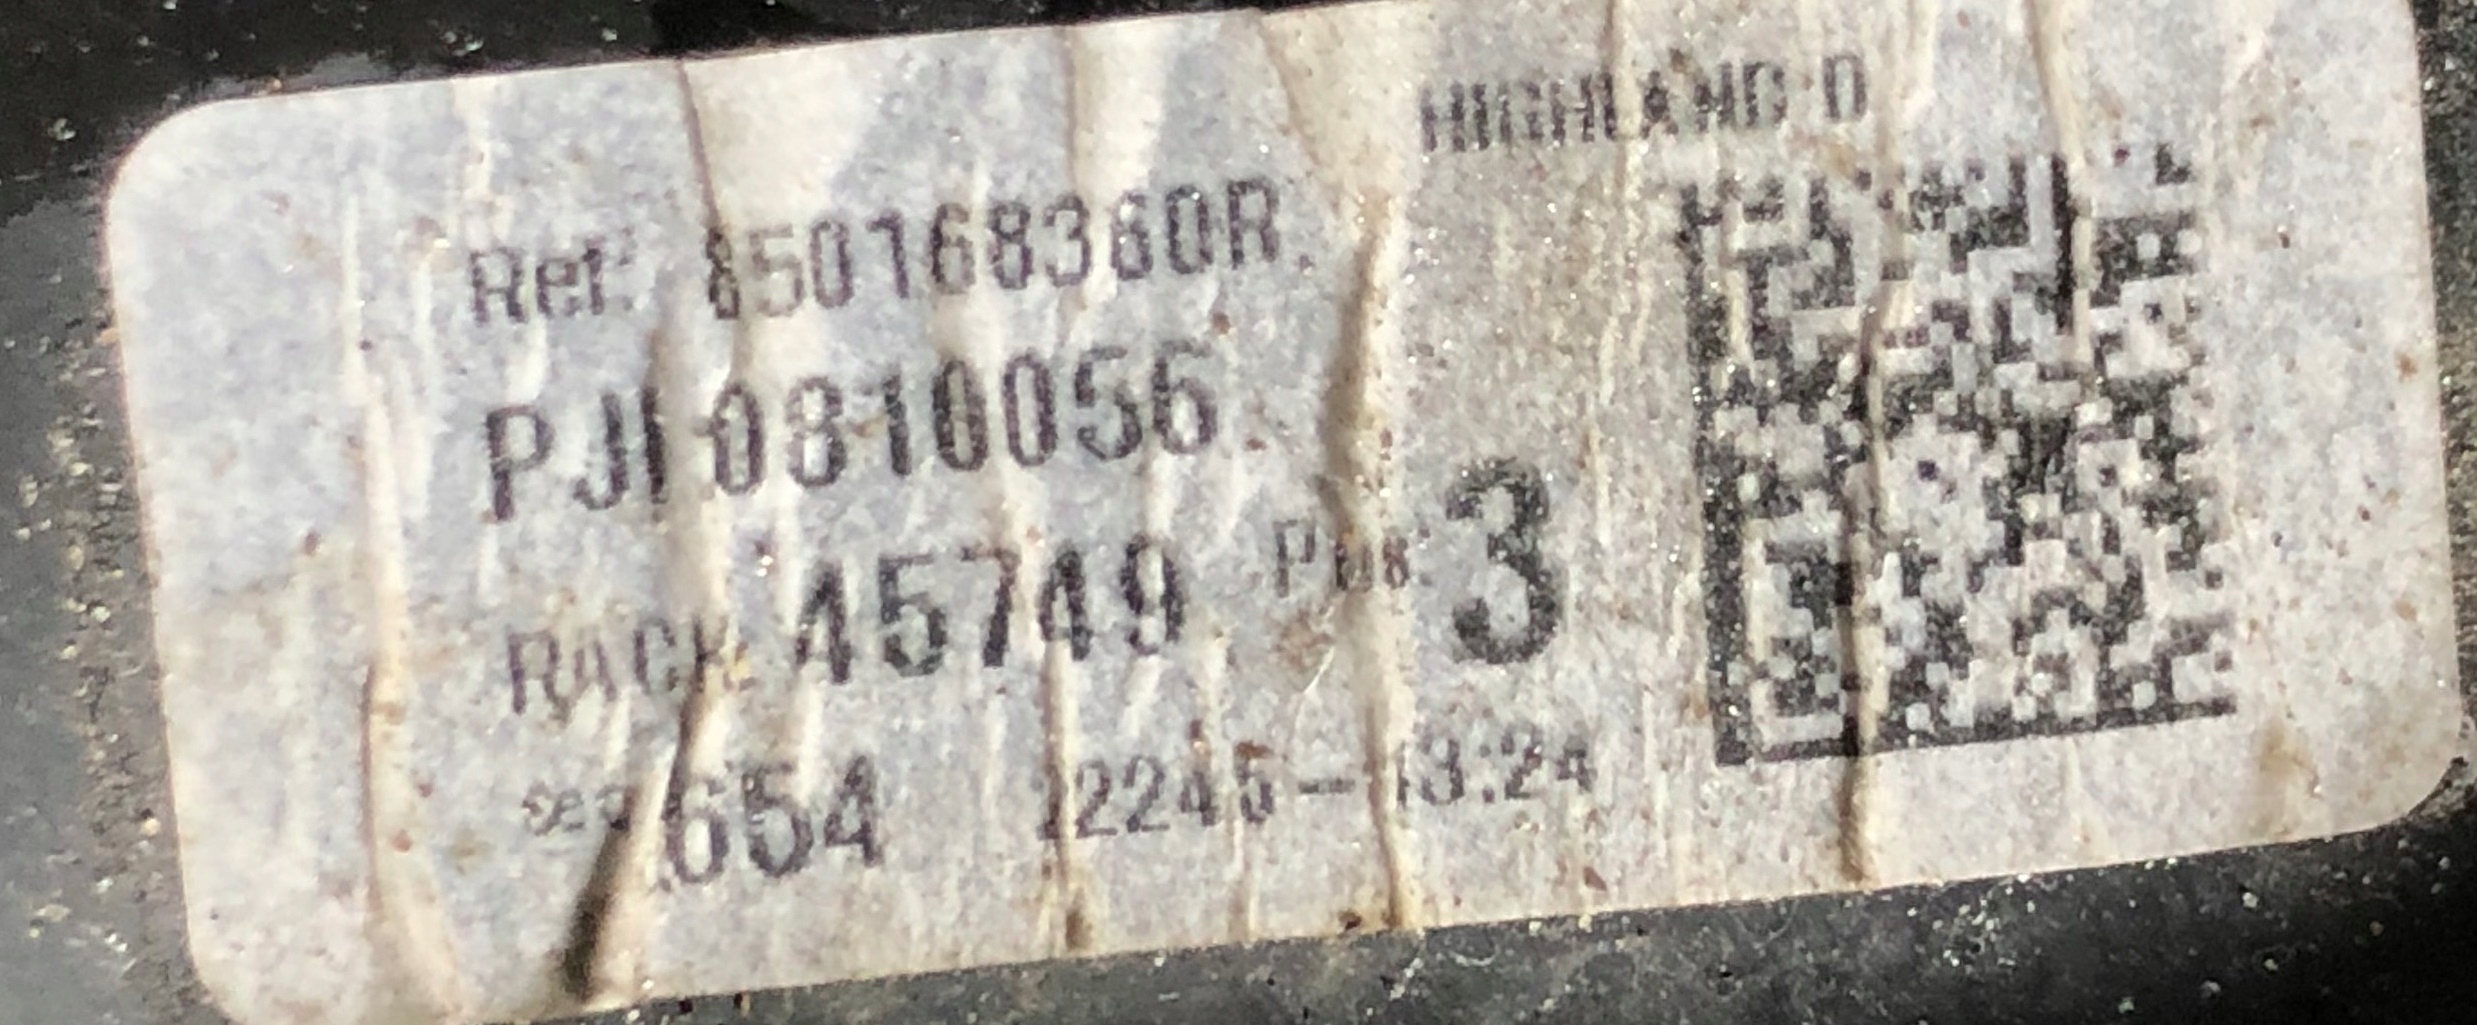 HIGHLAND D
Ref: 850168360R
PJI 0810056
RACK 45749 Pos: 3
654 22245-13:24